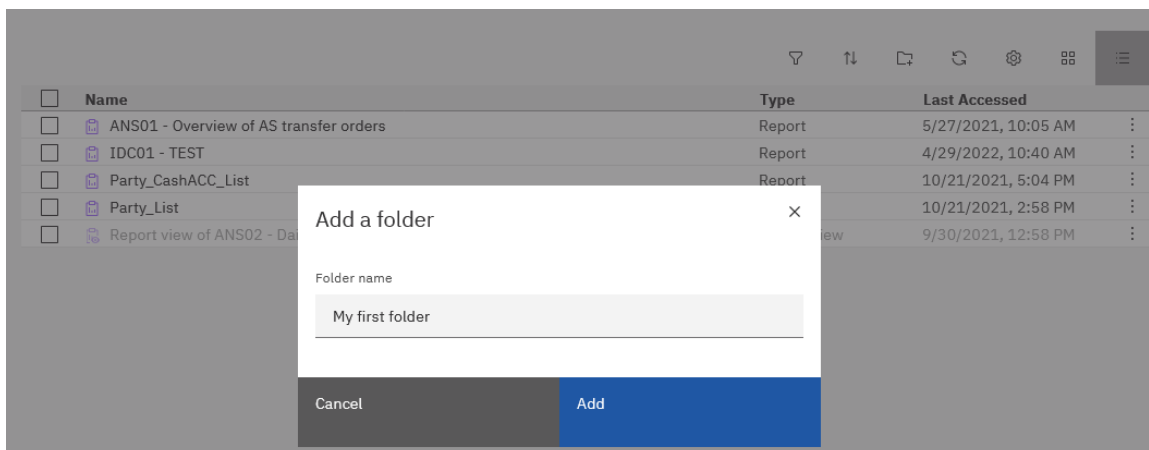 Name Type Last Accessed
ANS01 - Overview of AS transfer orders Report 5/27/2021, 10:05 AM
IDC01 - TEST Report 4/29/2022, 10:40 AM
Party_CashACC_List Report 10/21/2021, 5:04 PM
Party_List 10/21/2021, 2:58 PM
Report view of ANS02 - 9/30/2021, 12:58 PM
Add a folder
Folder name
My first folder
Cancel Add